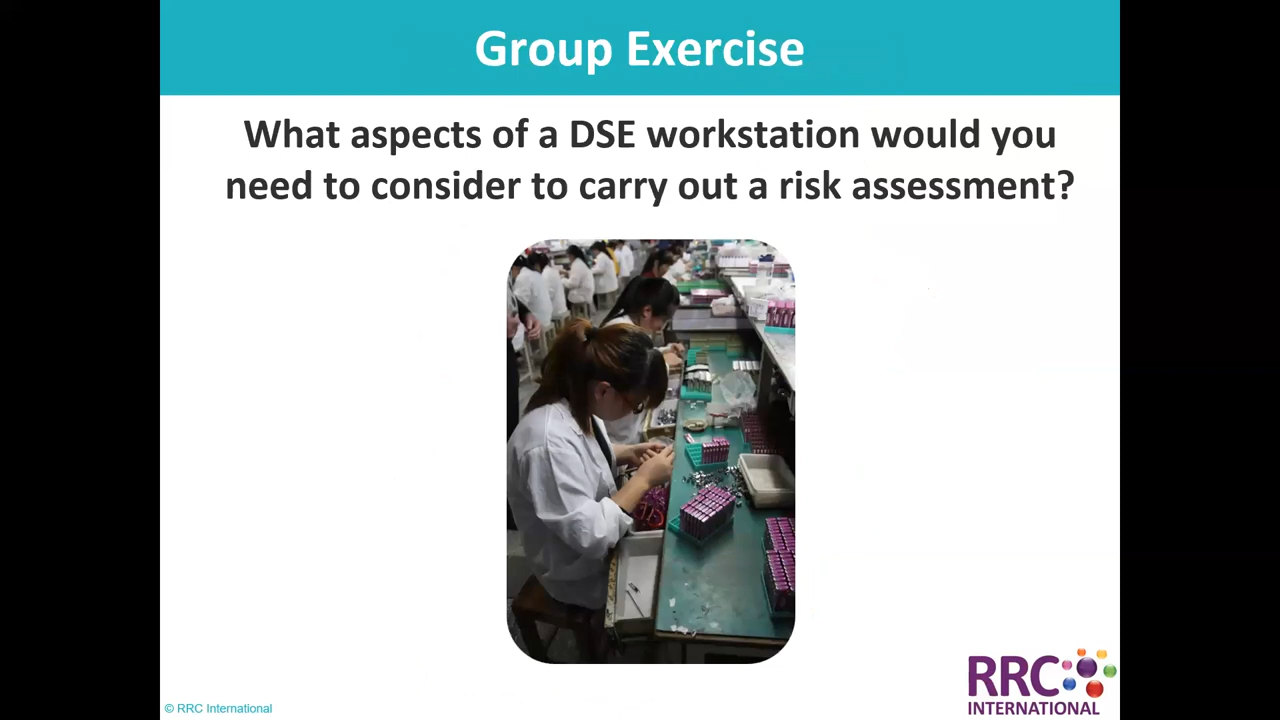 Group Exercise
What aspects of a DSE workstation would you
need to consider to carry out a risk assessment?
© RRC International
RRC
INTERNATIONAL